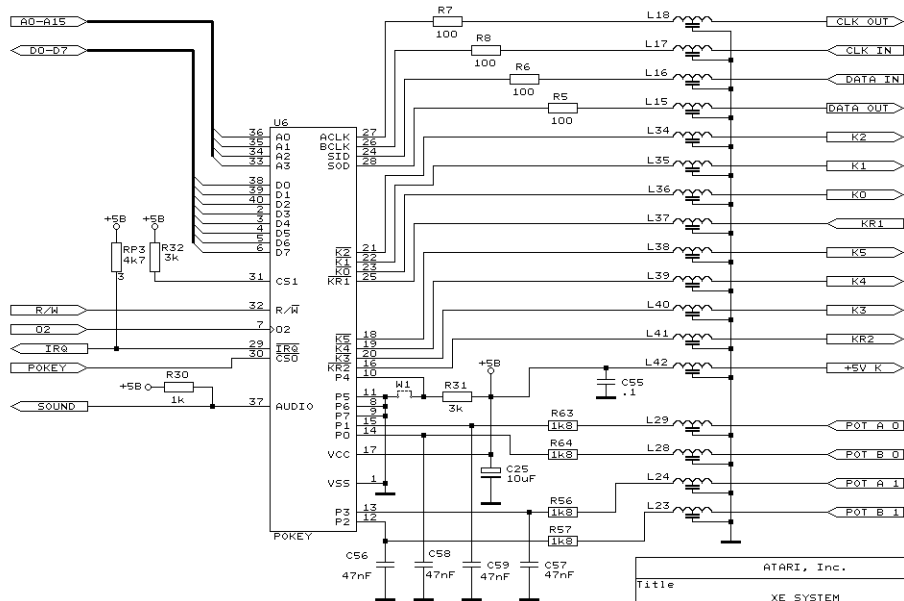 A0-A15
D0-D7
R7
100
R8
100
R6
100
R5
100
L18
CLK OUT
L17
CLK IN
L16
DATA IN
L15
DATA OUT
L34
K2
L35
K1
L36
K0
L37
KR1
L38
K5
L39
K4
L40
K3
L41
KR2
L42
+5V K
U6
36 A0
35 A1
34 A2
33 A3
38 D0
39 D1
40 D2
2 D3
3 D4
4 D5
5 D6
6 D7
31 CS1
32 R/W
7 O2
29 IRQ
30 CS0
37 AUDIO
ACLK 27
BCLK 26
SID 24
SOD 28
K2 21
K1 22
K0 23
KR1 25
K5 18
K4 19
K3 20
KR2 16
P4 10
P5 11
P6 8
P7 9
P1 15
P0 14
VCC 17
VSS 1
P3 13
P2 12
POKEY
+5B
RP3
4k7
3
+5B
R32
3k
R/W
O2
IRQ
POKEY
+5B
R30
1k
SOUND
W1
R31
3k
+5B
C55
.1
C25
10uF
R63
1k8
L29
POT A 0
R64
1k8
L28
POT B 0
R56
1k8
L24
POT A 1
R57
1k8
L23
POT B 1
C56
47nF
C58
47nF
C59
47nF
C57
47nF
ATARI, Inc.
Title
XE SYSTEM